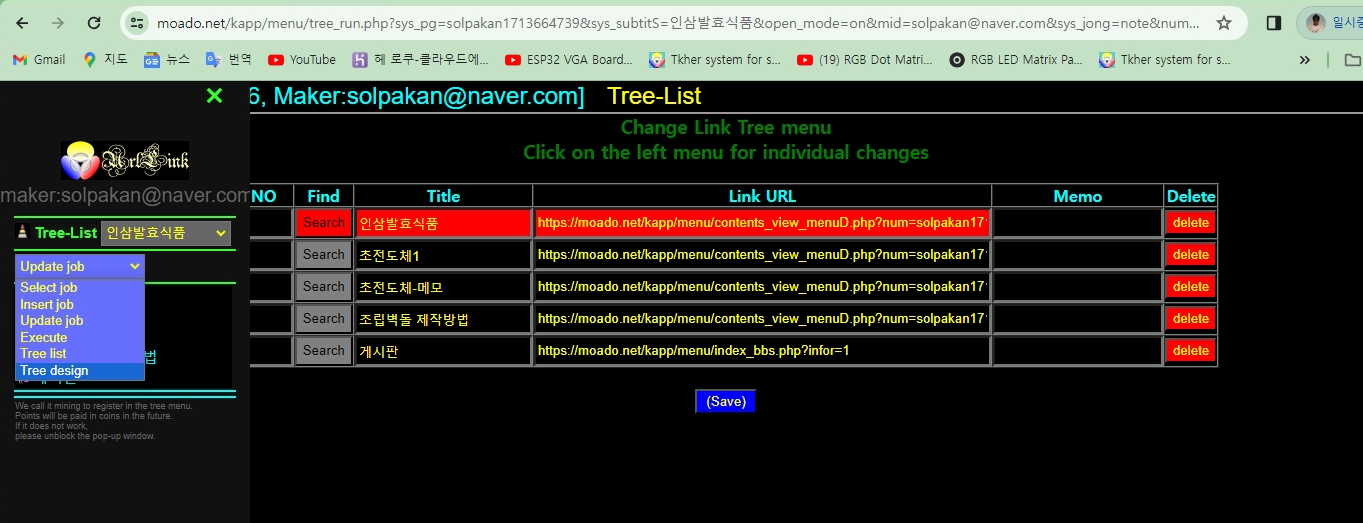 moado.net/kapp/menu/tree_run.php?sys_pg=solpakan1713664739&sys_subtitS=인삼발효식품&open_mode=on&mid=solpakan@naver.com&sys_jong=note&num...
일시중
Gmail 지도 뉴스 번역 YouTube 헤 로쿠-클라우드에... ESP32 VGA Board... Tkher system for s... (19) RGB Dot Matri... RGB LED Matrix Pa... Tkher system for s... »
6, Maker:solpakan@naver.com] Tree-List
Change Link Tree menu
Click on the left menu for individual changes
UrlLink
maker:solpakan@naver.com
Tree-List 인삼발효식품
Update job
Select job
Insert job
Update job
Execute
Tree list
Tree design
법
We call it mining to register in the tree menu.
Points will be paid in coins in the future.
If it does not work,
please unblock the pop-up window.
NO Find Title Link URL Memo Delete
Search 인삼발효식품 https://moado.net/kapp/menu/contents_view_menuD.php?num=solpakan17 delete
Search 초전도체1 https://moado.net/kapp/menu/contents_view_menuD.php?num=solpakan17 delete
Search 초전도체-메모 https://moado.net/kapp/menu/contents_view_menuD.php?num=solpakan17 delete
Search 조립벽돌 제작방법 https://moado.net/kapp/menu/contents_view_menuD.php?num=solpakan17 delete
Search 게시판 https://moado.net/kapp/menu/index_bbs.php?infor=1 delete
(Save)